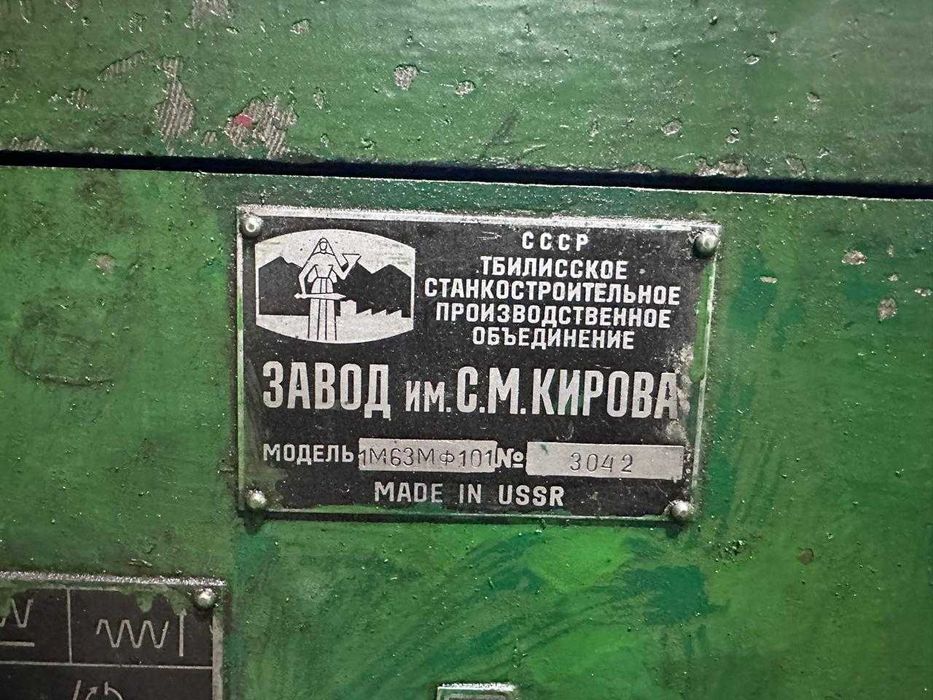 СССР
ТБИЛИССКОЕ
СТАНКОСТРОИТЕЛЬНОЕ
ПРОИЗВОДСТВЕННОЕ
ОБЪЕДИНЕНИЕ
ЗАВОД ИМ. С.М.КИРОВА
МОДЕЛЬ 1М63МФ101 № 3042
MADE IN USSR